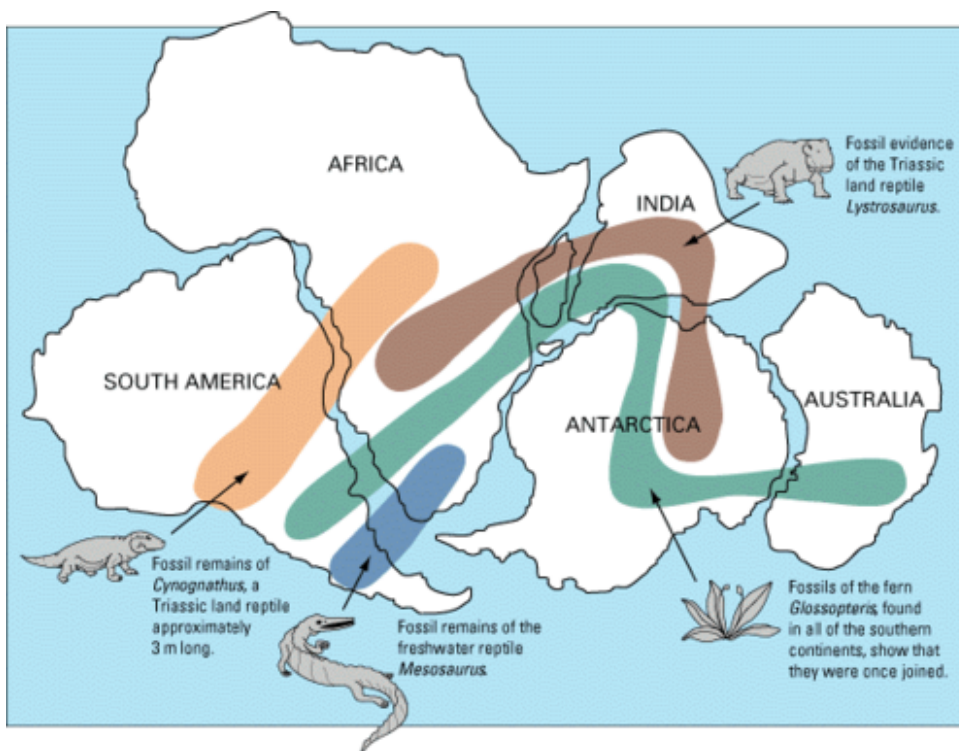 AFRICA
Fossil evidence
of the Triassic
land reptile
Lystrosaurus.
INDIA
SOUTH AMERICA
AUSTRALIA
ANTARCTICA
Fossil remains of
Cynognathus, a
Triassic land reptile
approximately
3 m long.
Fossil remains of the
freshwater reptile
Mesosaurus.
Fossils of the fern
Glossopteris, found
in all of the southern
continents, show that
they were once joined.